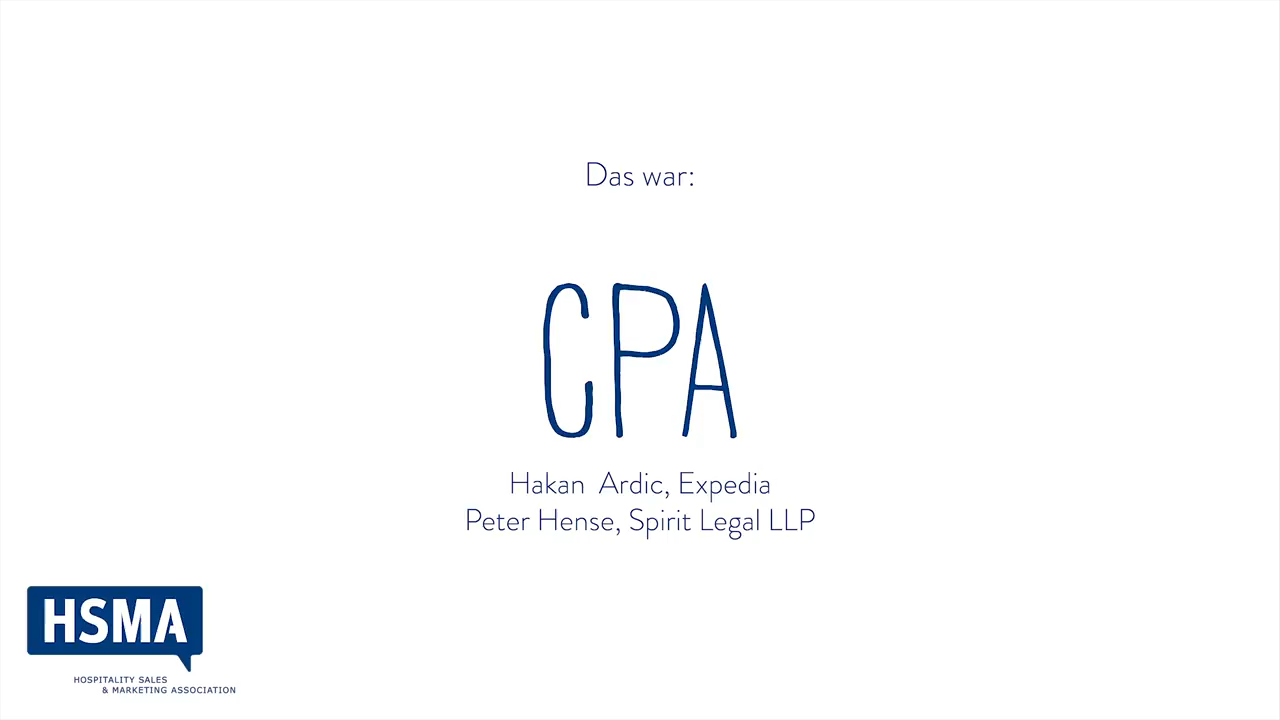 Das war:
CPA
Hakan Ardic, Expedia
Peter Hense, Spirit Legal LLP
HSMA
HOSPITALITY SALES
& MARKETING ASSOCIATION